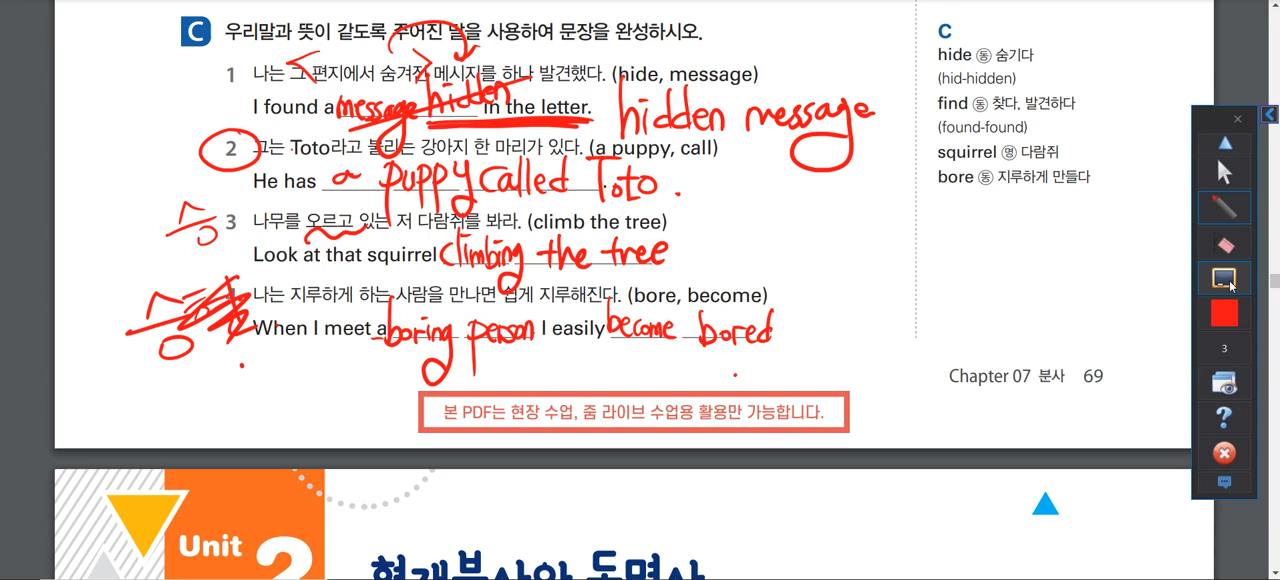 C 우리말과 뜻이 같도록 주어진 말을 사용하여 문장을 완성하시오.
1 나는 그 편지에서 숨겨진 메시지를 하나 발견했다. (hide, message)
I found a message hidden in the letter. hidden message
2 그는 Toto라고 불리는 강아지 한 마리가 있다. (a puppy, call)
He has a puppy called Toto.
3 나무를 오르고 있는 저 다람쥐를 봐라. (climb the tree)
Look at that squirrel climbing the tree
나는 지루하게 하는 사람을 만나면 쉽게 지루해진다. (bore, become)
When I meet a boring person, I easily become bored.
C
hide 동 숨기다
(hid-hidden)
find 동 찾다, 발견하다
(found-found)
squirrel 명 다람쥐
bore 동 지루하게 만들다
Chapter 07 분사 69
본 PDF는 현장 수업, 줌 라이브 수업용 활용만 가능합니다.
3
Unit 2
현재분사와 동명사